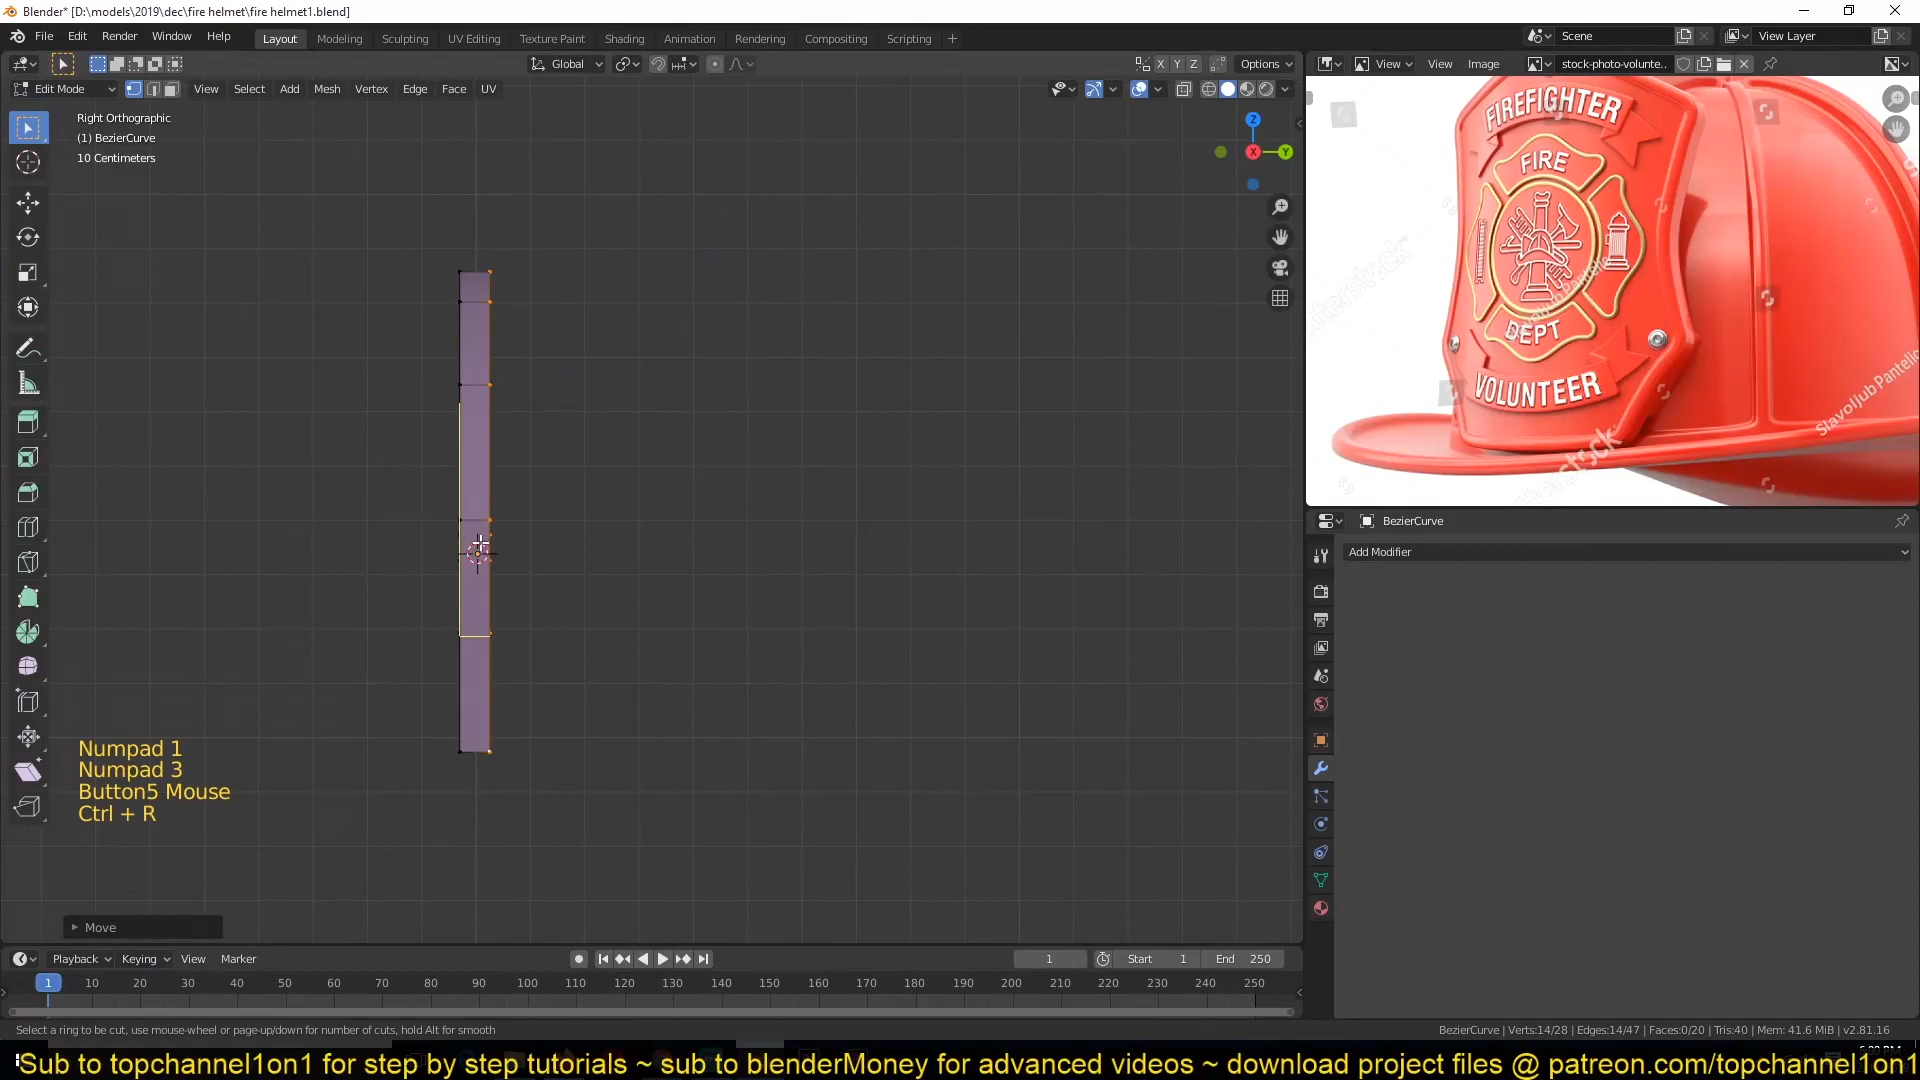 Blender* [D:\models\2019\dec\fire helmet\fire helmet1.blend]
File Edit Render Window Help Layout Modeling Sculpting UV Editing Texture Paint Shading Animation Rendering Compositing Scripting + Scene View Layer
Global X Y Z Options View View Image stock-photo-volunte..
Edit Mode View Select Add Mesh Vertex Edge Face UV
Right Orthographic
(1) BezierCurve
10 Centimeters
Z
X
Y
FIREFIGHTER
FIRE
DEPT
VOLUNTEER
shutterstock
Slavoljub Pantelic
BezierCurve
Add Modifier
Numpad 1
Numpad 3
Button5 Mouse
Ctrl + R
Move
Playback Keying View Marker 1 Start 1 End 250
1 10 20 30 40 50 60 70 80 90 100 110 120 130 140 150 160 170 180 190 200 210 220 230 240 250
Select a ring to be cut, use mouse-wheel or page-up/down for number of cuts, hold Alt for smooth
BezierCurve | Verts:14/28 | Edges:14/47 | Faces:0/20 | Tris:40 | Mem: 41.6 MiB | v2.81.16
Sub to topchannel1on1 for step by step tutorials ~ sub to blenderMoney for advanced videos ~ download project files @ patreon.com/topchannel1on1